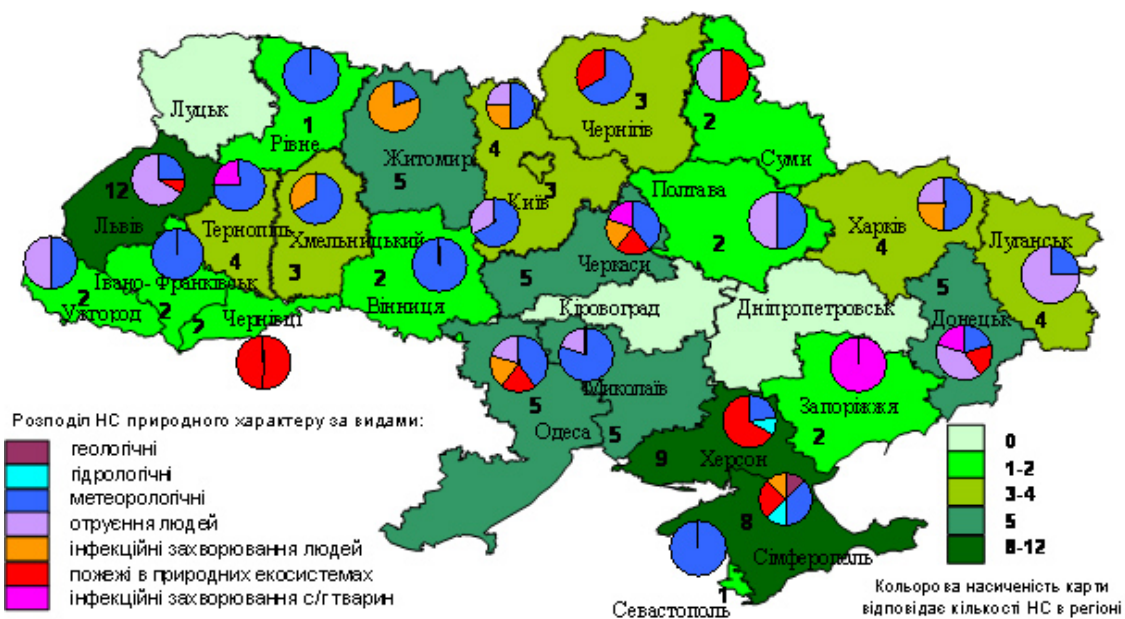 Луцьк
1
Рівне
Житомир
5
4
3
Київ
3
Чернігів
2
Суми
12
Львів
Тернопіль
4
Хмельницький
3
2
Вінниця
Черкаси
5
Полтава
2
Харків
4
Луганськ
4
2
Ужгород
Івано-Франківськ
2
2
Чернівці
Кіровоград
Дніпропетровськ
5
Донецьк
5
Одеса
Миколаїв
5
Запоріжжя
2
9
Херсон
8
Сімферополь
1
Севастополь
Розподіл НС природного характеру за видами:
геологічні
гідрологічні
метеорологічні
отруєння людей
інфекційні захворювання людей
пожежі в природних екосистемах
інфекційні захворювання с/г тварин
0
1-2
3-4
5
8-12
Кольорова насиченість карти
відповідає кількості НС в регіоні